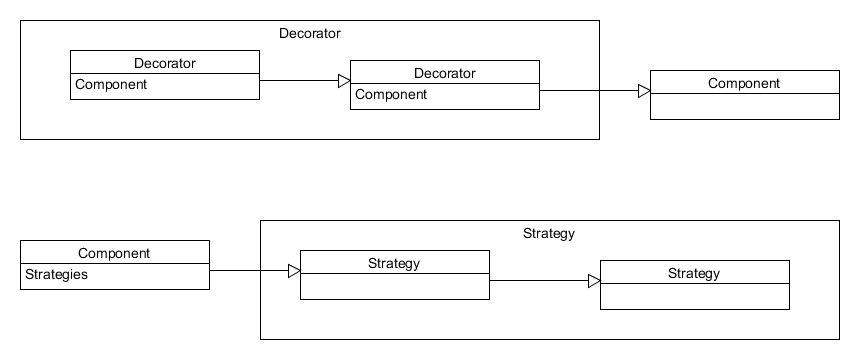 Decorator
Decorator
Component
Decorator
Component
Component
Strategy
Component
Strategies
Strategy
Strategy